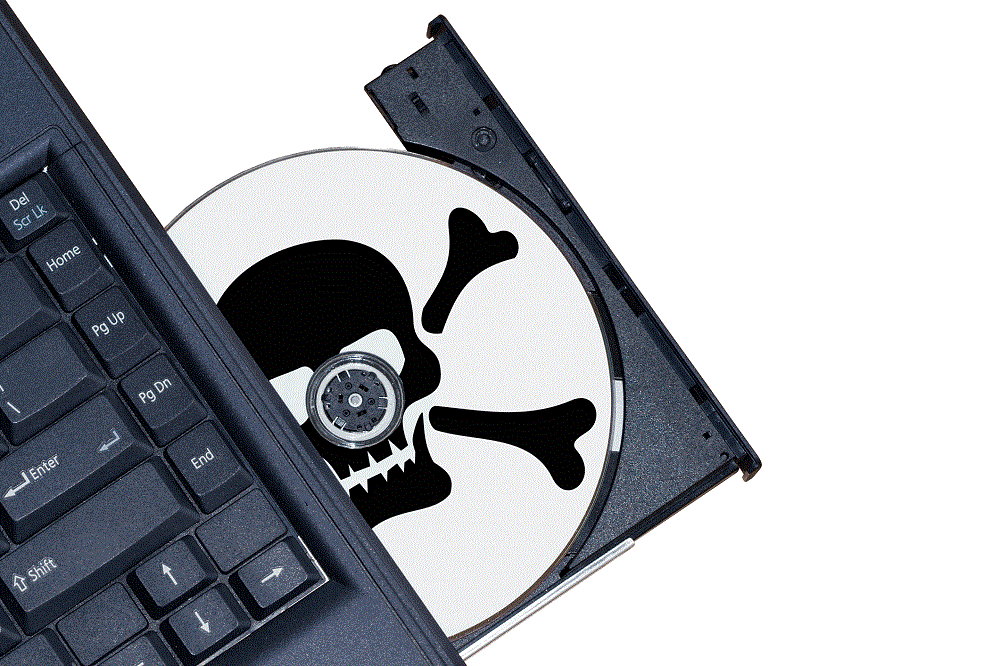 Del
Scr Lk
Home
Pg Up
Pg Dn
\
Enter
End
Shift